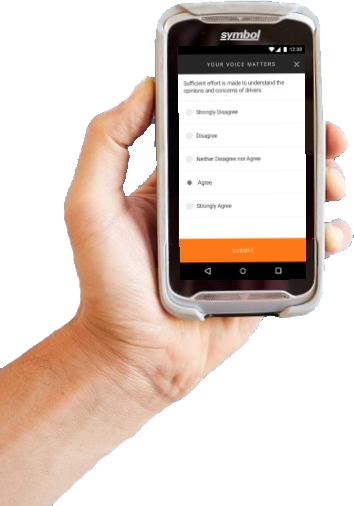 symbol
12:30
YOUR VOICE MATTERS
Sufficient effort is made to understand the
opinions and concerns of drivers.
Strongly Disagree
Disagree
Neither Disagree nor Agree
Agree
Strongly Agree
SUBMIT